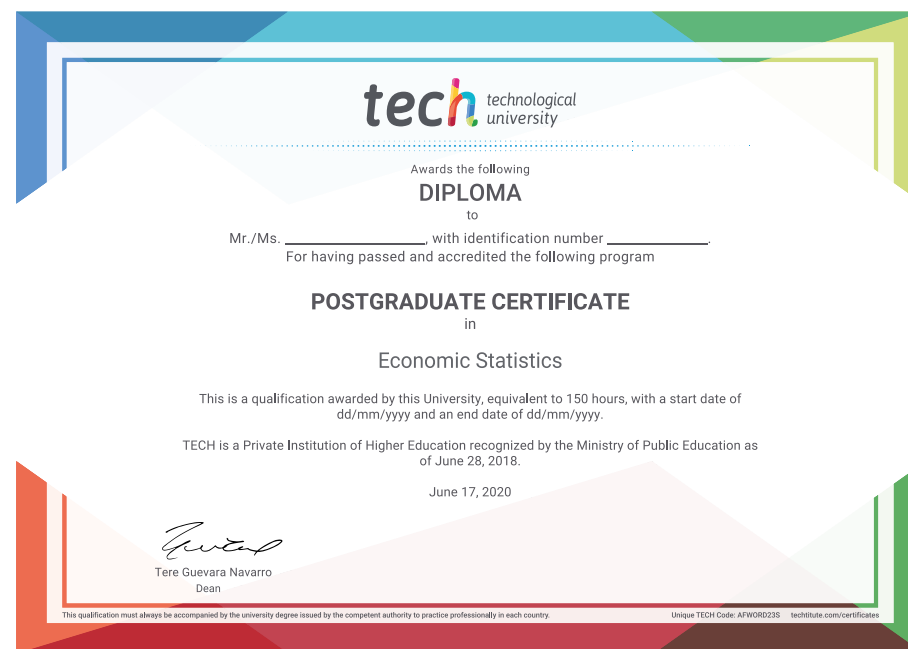 tech technological
university
Awards the following
DIPLOMA
to
Mr./Ms. ____________________, with identification number ______________.
For having passed and accredited the following program
POSTGRADUATE CERTIFICATE
in
Economic Statistics
This is a qualification awarded by this University, equivalent to 150 hours, with a start date of
dd/mm/yyyy and an end date of dd/mm/yyyy.
TECH is a Private Institution of Higher Education recognized by the Ministry of Public Education as
of June 28, 2018.
June 17, 2020
Tere Guevara Navarro
Dean
This qualification must always be accompanied by the university degree issued by the competent authority to practice professionally in each country. Unique TECH Code: AFWORD23S techtitute.com/certificates